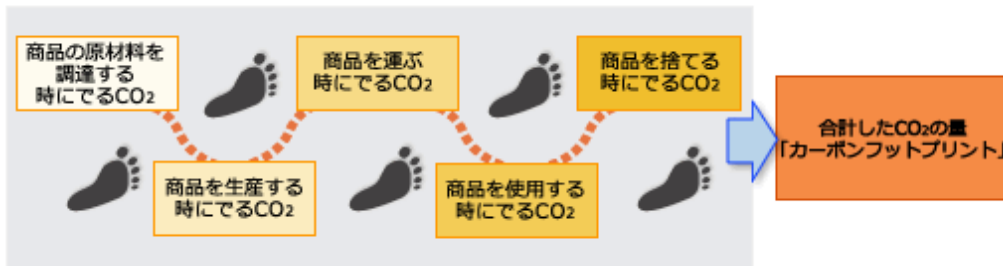 商品の原材料を
調達する
時にでるCO₂
商品を生産する
時にでるCO₂
商品を運ぶ
時にでるCO₂
商品を使用する
時にでるCO₂
商品を捨てる
時にでるCO₂
合計したCO₂の量
「カーボンフットプリント」